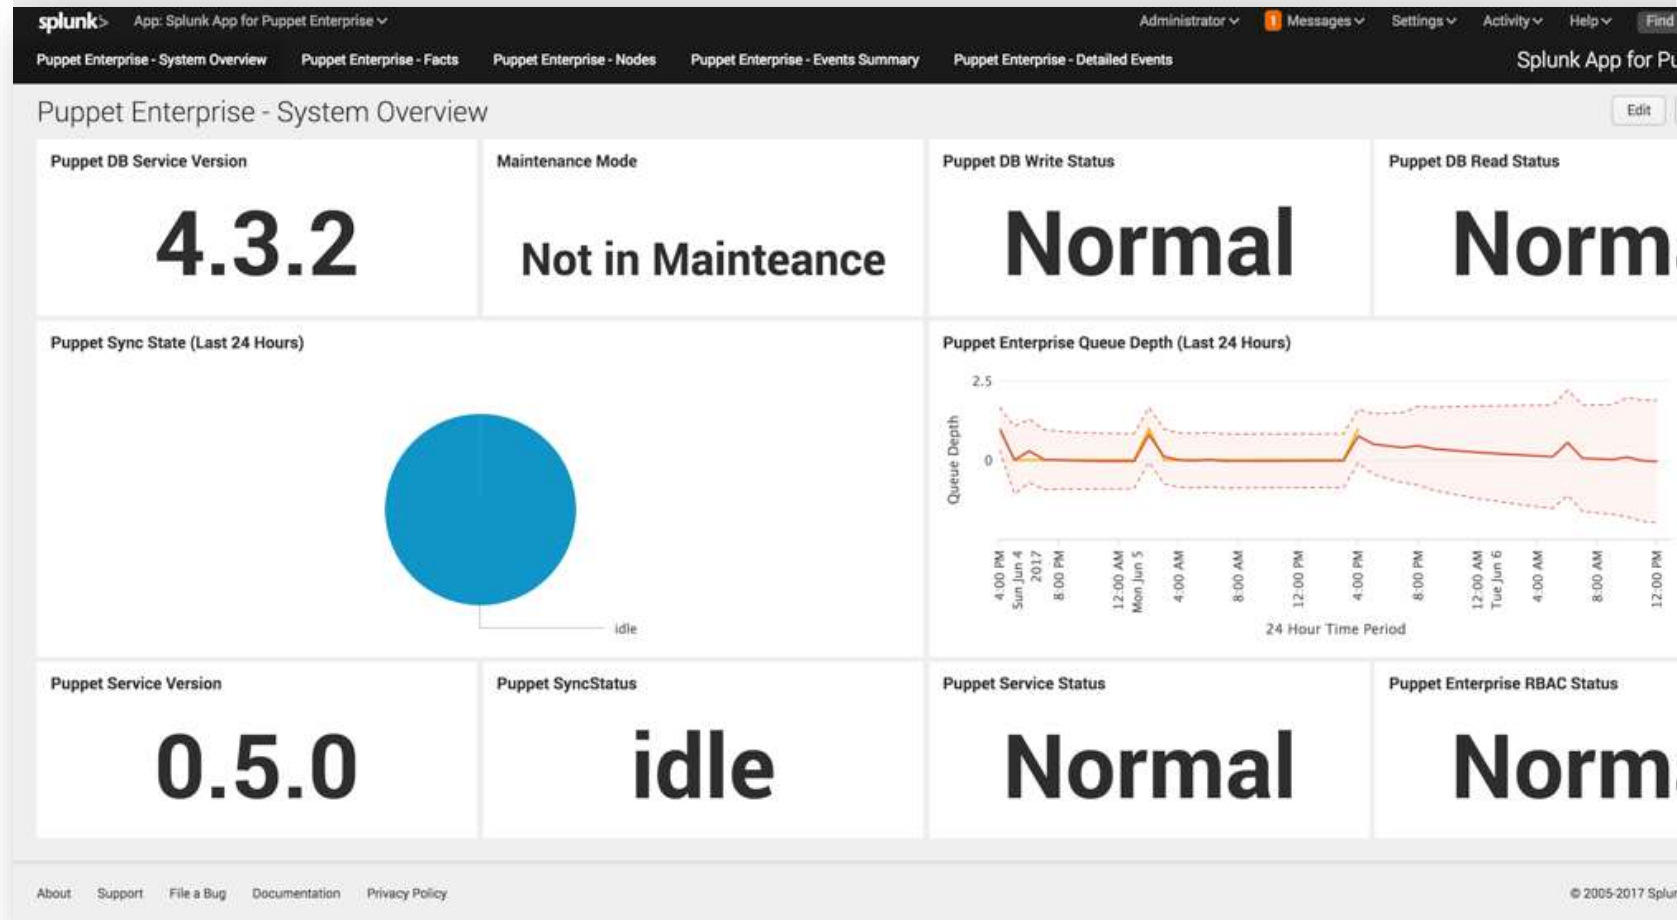 splunk> App: Splunk App for Puppet Enterprise Administrator 1 Messages Settings Activity Help Find
Puppet Enterprise - System Overview Puppet Enterprise - Facts Puppet Enterprise - Nodes Puppet Enterprise - Events Summary Puppet Enterprise - Detailed Events Splunk App for Pu
Puppet Enterprise - System Overview Edit
Puppet DB Service Version Maintenance Mode Puppet DB Write Status Puppet DB Read Status
4.3.2 Not in Mainteance Normal Norma
Puppet Sync State (Last 24 Hours) Puppet Enterprise Queue Depth (Last 24 Hours)
idle
2.5
0
Queue Depth
4:00 PM Sun Jun 4 2017 8:00 PM 12:00 AM Mon Jun 5 4:00 AM 8:00 AM 12:00 PM 4:00 PM 8:00 PM 12:00 AM Tue Jun 6 4:00 AM 8:00 AM 12:00 PM
24 Hour Time Period
Puppet Service Version Puppet SyncStatus Puppet Service Status Puppet Enterprise RBAC Status
0.5.0 idle Normal Norma
About Support File a Bug Documentation Privacy Policy © 2005-2017 Splun